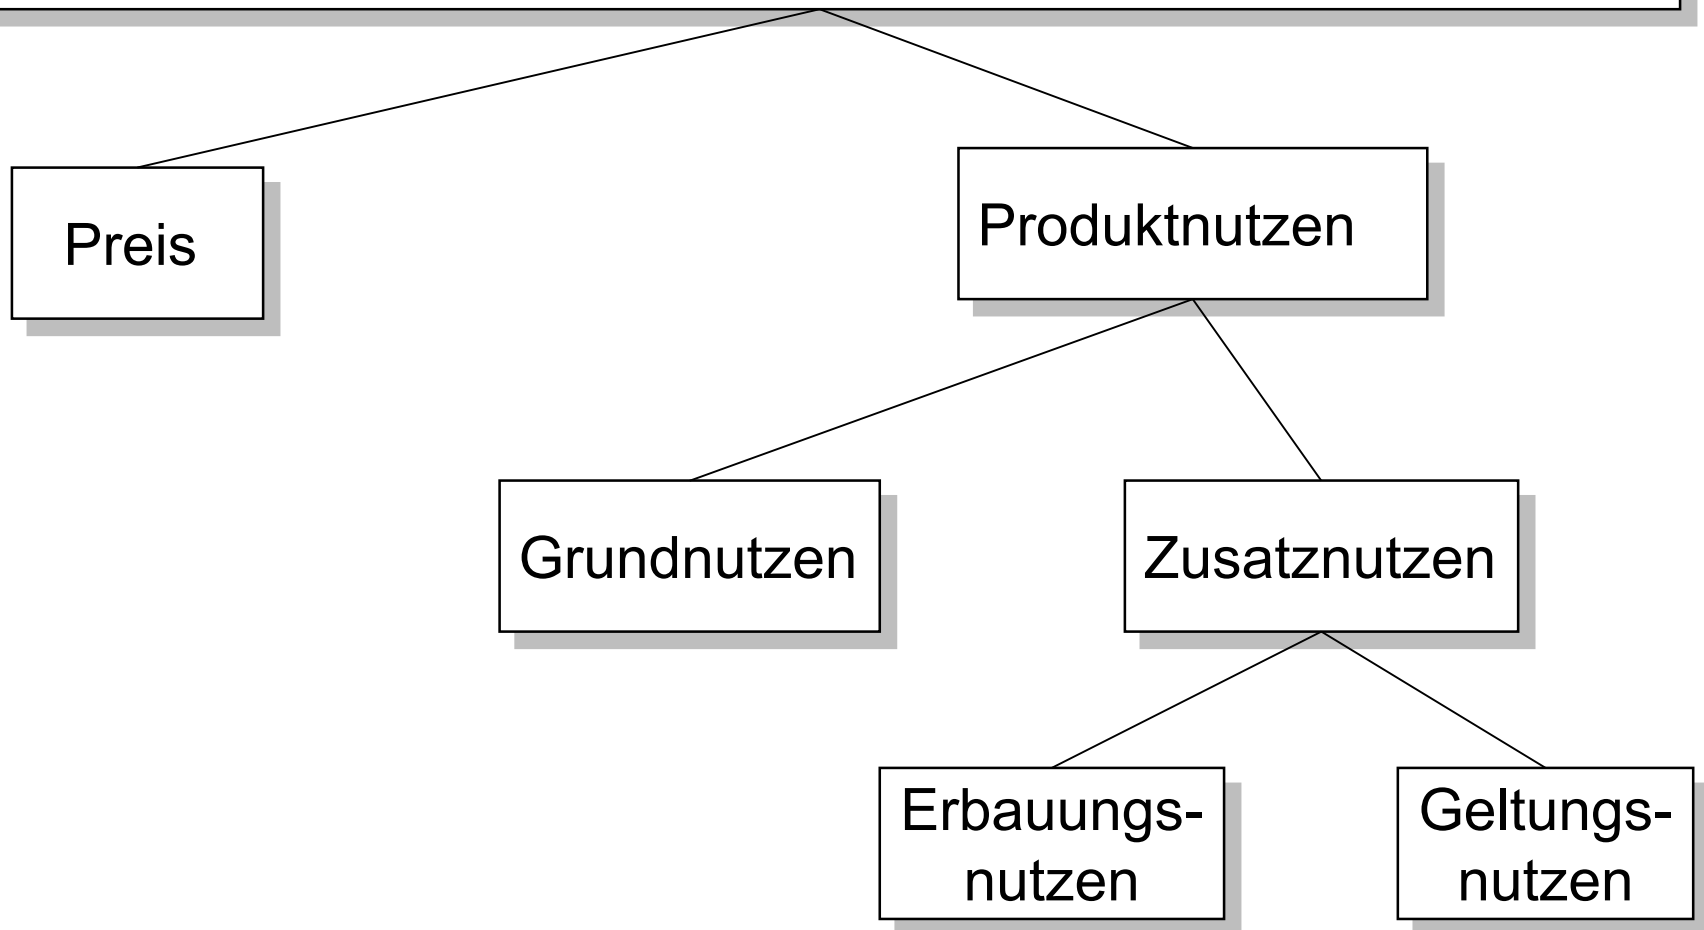 Preis
Produktnutzen
Grundnutzen
Zusatznutzen
Erbauungs-
nutzen
Geltungs-
nutzen